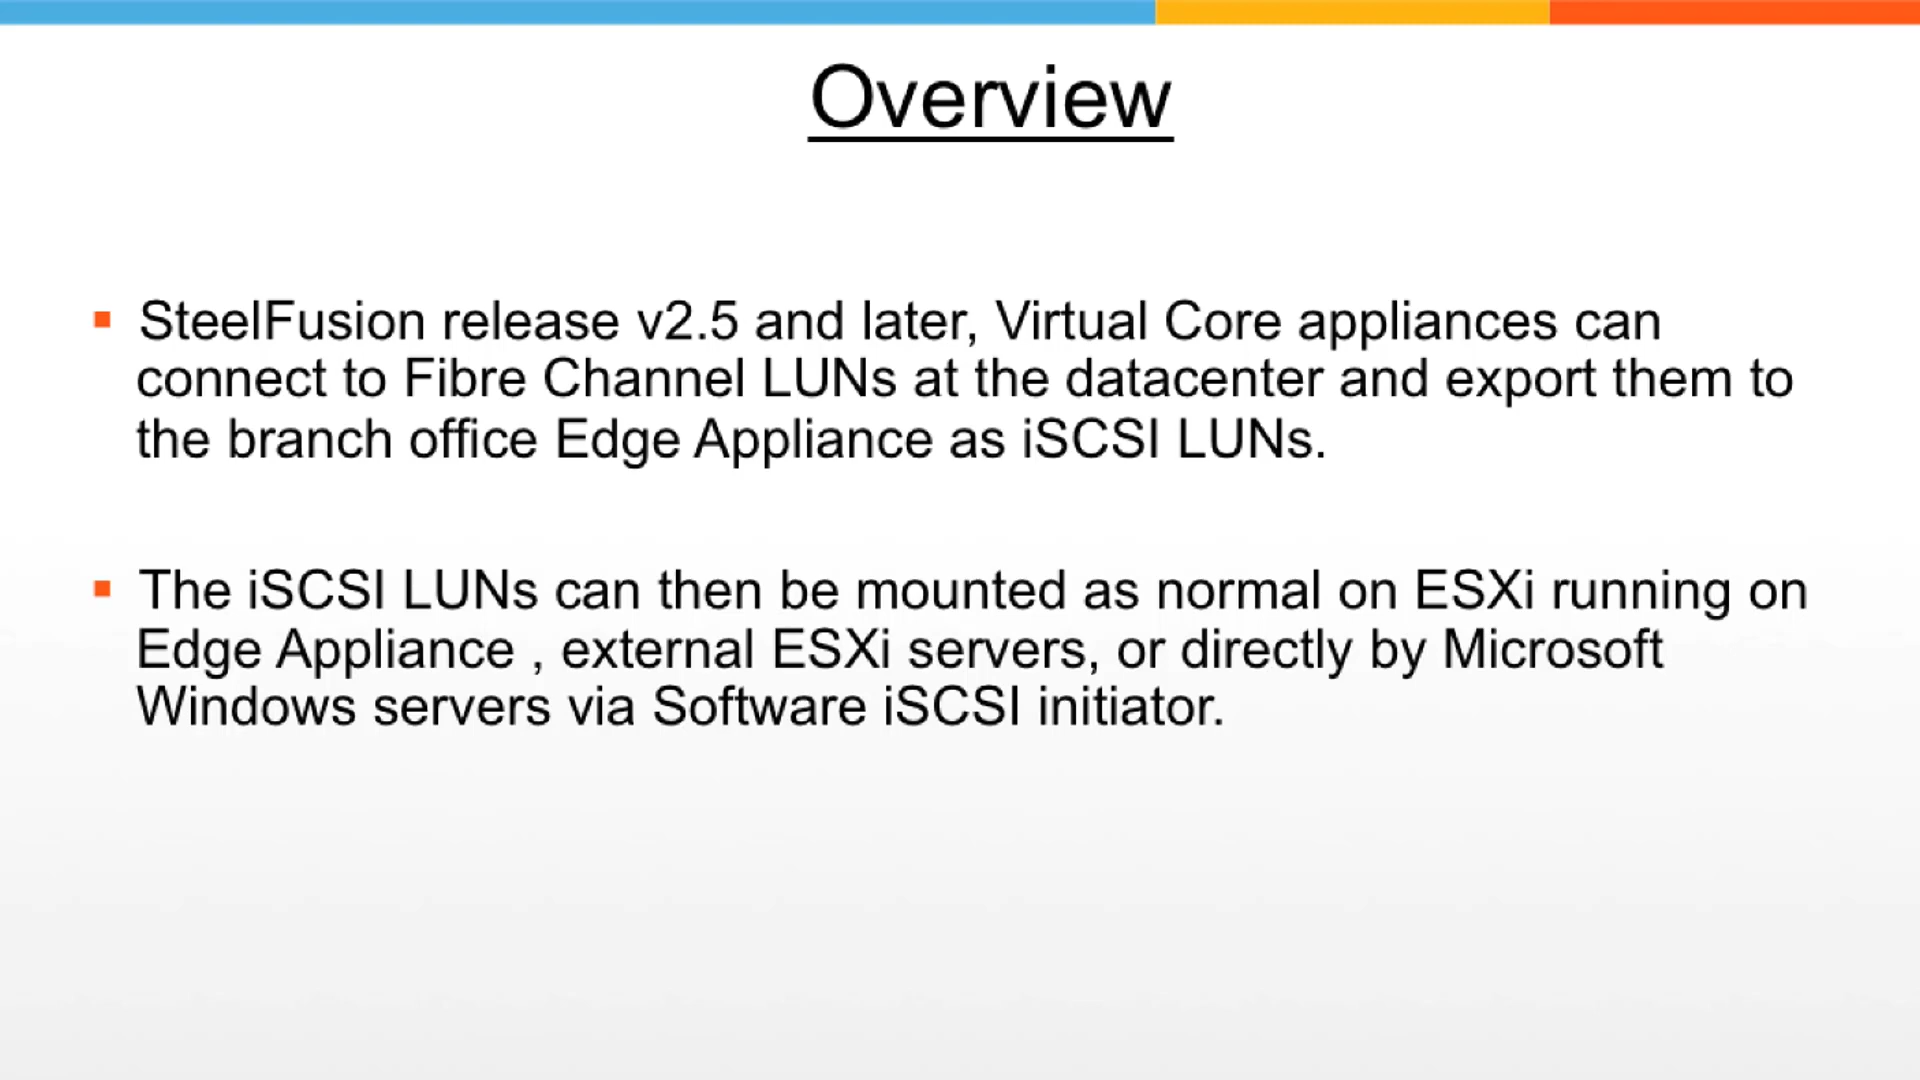 Overview
SteelFusion release v2.5 and later, Virtual Core appliances can
connect to Fibre Channel LUNs at the datacenter and export them to
the branch office Edge Appliance as iSCSI LUNs.
The iSCSI LUNs can then be mounted as normal on ESXi running on
Edge Appliance , external ESXi servers, or directly by Microsoft
Windows servers via Software iSCSI initiator.